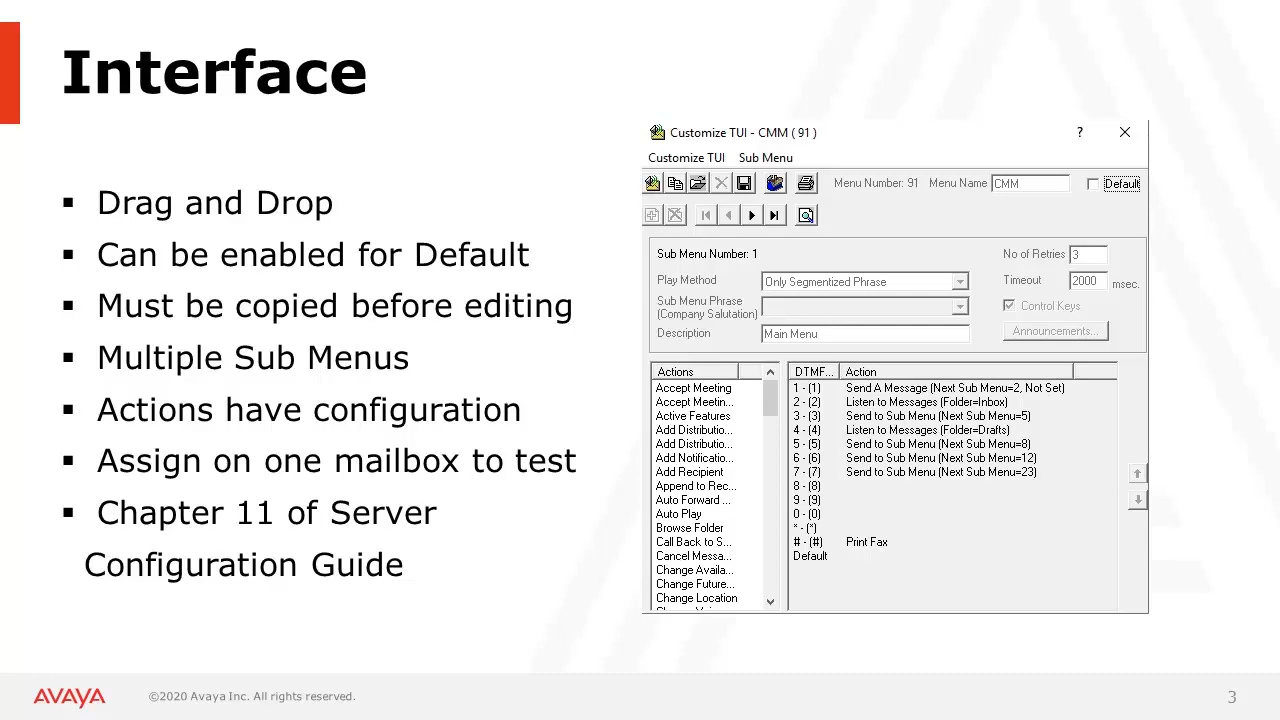 Interface
▪ Drag and Drop
▪ Can be enabled for Default
▪ Must be copied before editing
▪ Multiple Sub Menus
▪ Actions have configuration
▪ Assign on one mailbox to test
▪ Chapter 11 of Server
Configuration Guide
Customize TUI - CMM ( 91 )
Customize TUI Sub Menu
Menu Number: 91 Menu Name CMM Default
Sub Menu Number: 1 No of Retries 3
Play Method Only Segmentized Phrase Timeout 2000 msec.
Sub Menu Phrase
(Company Salutation) Control Keys
Description Main Menu Announcements...
Actions DTMF... Action
Accept Meeting 1 - (1) Send A Message (Next Sub Menu=2, Not Set)
Accept Meetin... 2 - (2) Listen to Messages (Folder=Inbox)
Active Features 3 - (3) Send to Sub Menu (Next Sub Menu=5)
Add Distributio... 4 - (4) Listen to Messages (Folder=Drafts)
Add Distributio... 5 - (5) Send to Sub Menu (Next Sub Menu=8)
Add Notificatio... 6 - (6) Send to Sub Menu (Next Sub Menu=12)
Add Recipient 7 - (7) Send to Sub Menu (Next Sub Menu=23)
Append to Rec... 8 - (8)
Auto Forward ... 9 - (9)
Auto Play 0 - (0)
Browse Folder * - (*)
Call Back to S... # - (#) Print Fax
Cancel Messa... Default
Change Availa...
Change Future...
Change Location
AVAYA ©2020 Avaya Inc. All rights reserved. 3